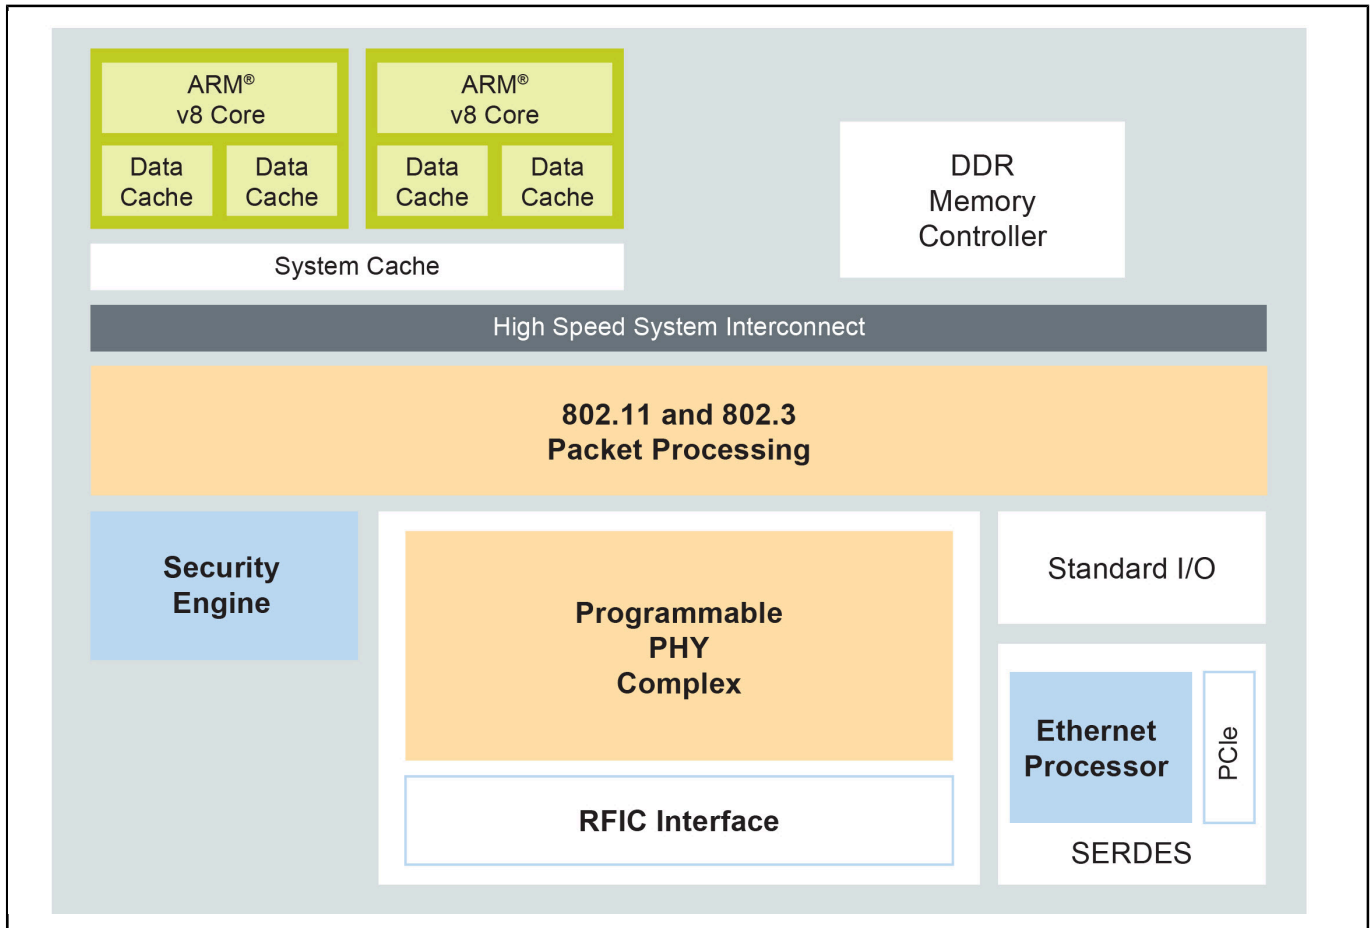 ARM®
v8 Core
Data
Cache
Data
Cache
ARM®
v8 Core
Data
Cache
Data
Cache
System Cache
DDR
Memory
Controller
High Speed System Interconnect
802.11 and 802.3
Packet Processing
Security
Engine
Programmable
PHY
Complex
RFIC Interface
Standard I/O
Ethernet
Processor
PCIe
SERDES